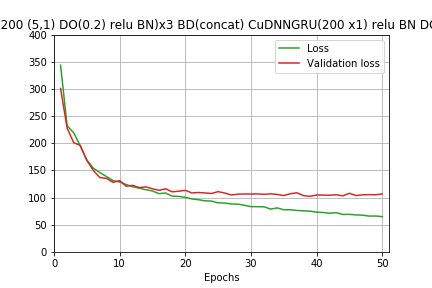 200 (5,1) DO(0.2) relu BN)x3 BD(concat) CuDNNGRU(200 x1) relu BN DO
400
350
300
250
200
150
100
50
0
0 10 20 30 40 50
Epochs
Loss
Validation loss